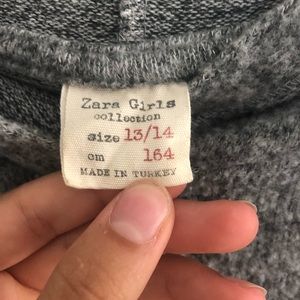 Zara Girls
collection
size 13/14
cm 164
MADE IN TURKEY